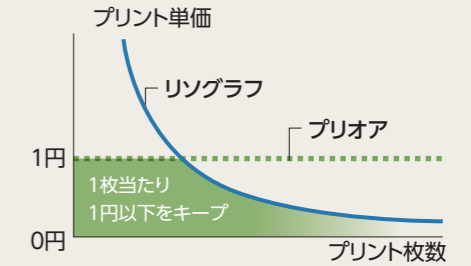 プリント単価
リソグラフ
プリオア
1円
1枚当たり
1円以下をキープ
0円
プリント枚数